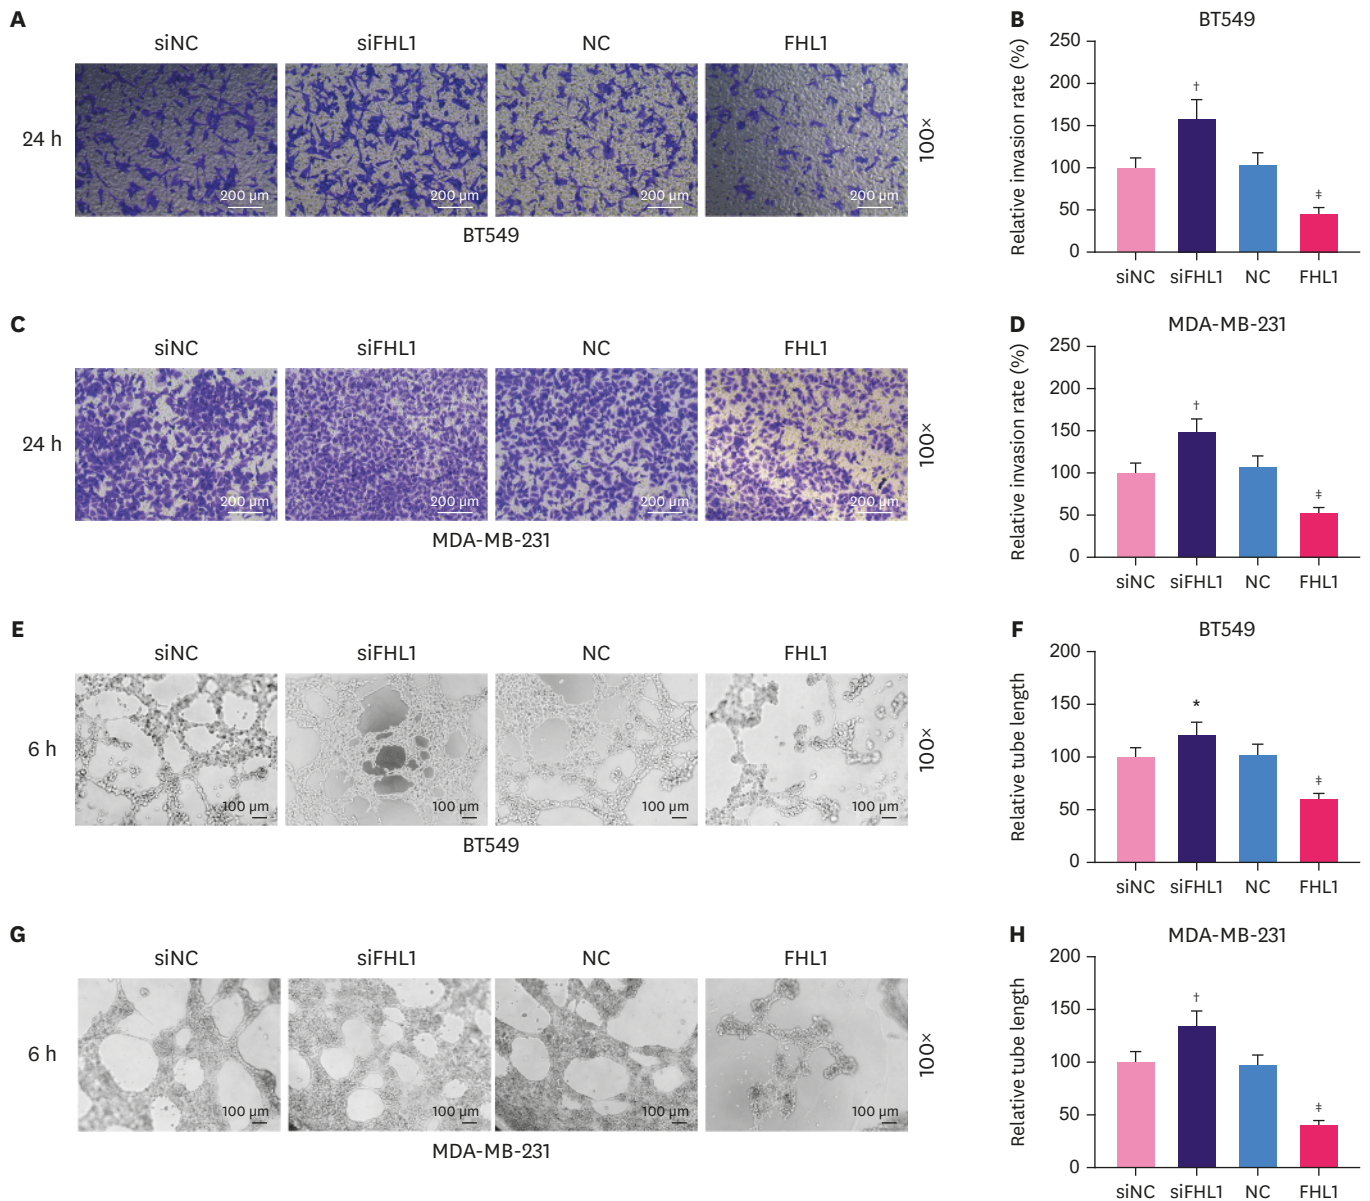 A
siNC siFHL1 NC FHL1
24 h
200 µm 200 µm 200 µm 200 µm
100×
BT549
B
BT549
Relative invasion rate (%)
250
200
150
100
50
0
†
‡
siNC siFHL1 NC FHL1
C
siNC siFHL1 NC FHL1
24 h
200 µm 200 µm 200 µm 200 µm
100×
MDA-MB-231
D
MDA-MB-231
Relative invasion rate (%)
250
200
150
100
50
0
†
‡
siNC siFHL1 NC FHL1
E
siNC siFHL1 NC FHL1
6 h
100 µm 100 µm 100 µm 100 µm
100×
BT549
F
BT549
Relative tube length
200
150
100
50
0
*
‡
siNC siFHL1 NC FHL1
G
siNC siFHL1 NC FHL1
6 h
100 µm 100 µm 100 µm 100 µm
100×
MDA-MB-231
H
MDA-MB-231
Relative tube length
200
150
100
50
0
†
‡
siNC siFHL1 NC FHL1